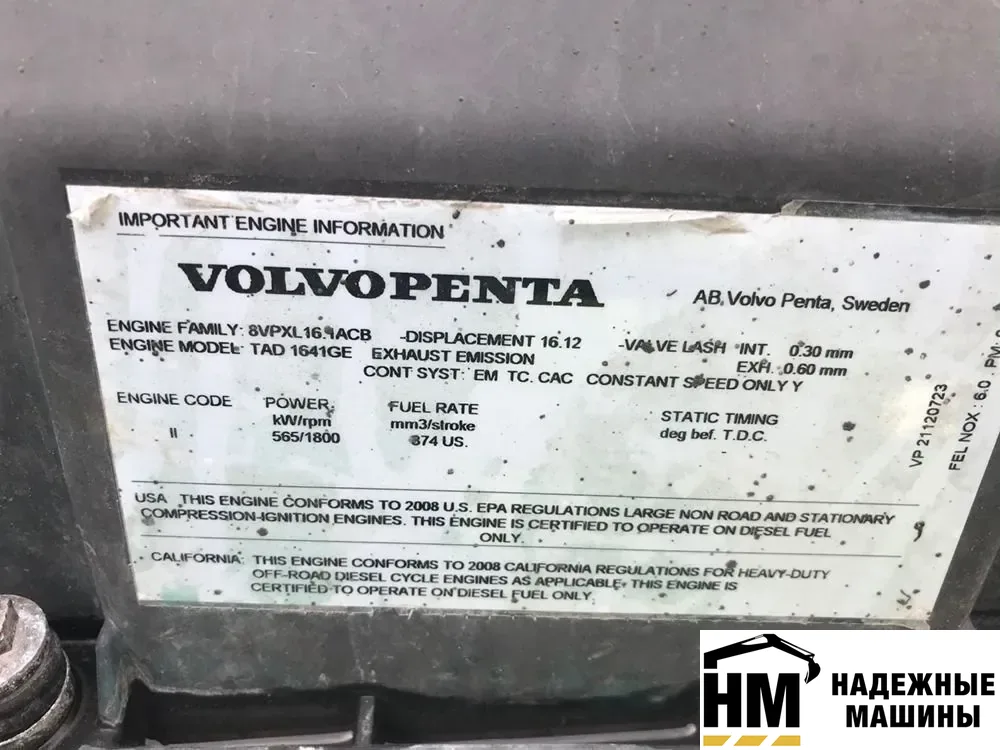 IMPORTANT ENGINE INFORMATION
VOLVO PENTA AB Volvo Penta, Sweden
ENGINE FAMILY: 8VPXL16.1ACB -DISPLACEMENT 16.12 -VALVE LASH INT. 0.30 mm
ENGINE MODEL: TAD 1641GE EXHAUST EMISSION EXH. 0.60 mm
CONT SYST: EM TC. CAC CONSTANT SPEED ONLY Y
ENGINE CODE POWER: FUEL RATE STATIC TIMING
kW/rpm mm3/stroke deg bef. T.D.C.
II 565/1800 374 US.
VP 21120723
FEL NOX : 6.0 PM:
USA THIS ENGINE CONFORMS TO 2008 U.S. EPA REGULATIONS LARGE NON ROAD AND STATIONARY
COMPRESSION-IGNITION ENGINES. THIS ENGINE IS CERTIFIED TO OPERATE ON DIESEL FUEL
ONLY.
CALIFORNIA: THIS ENGINE CONFORMS TO 2008 CALIFORNIA REGULATIONS FOR HEAVY-DUTY
OFF-ROAD DIESEL CYCLE ENGINES AS APPLICABLE. THIS ENGINE IS
CERTIFIED TO OPERATE ON DIESEL FUEL ONLY.
НМ НАДЕЖНЫЕ
МАШИНЫ